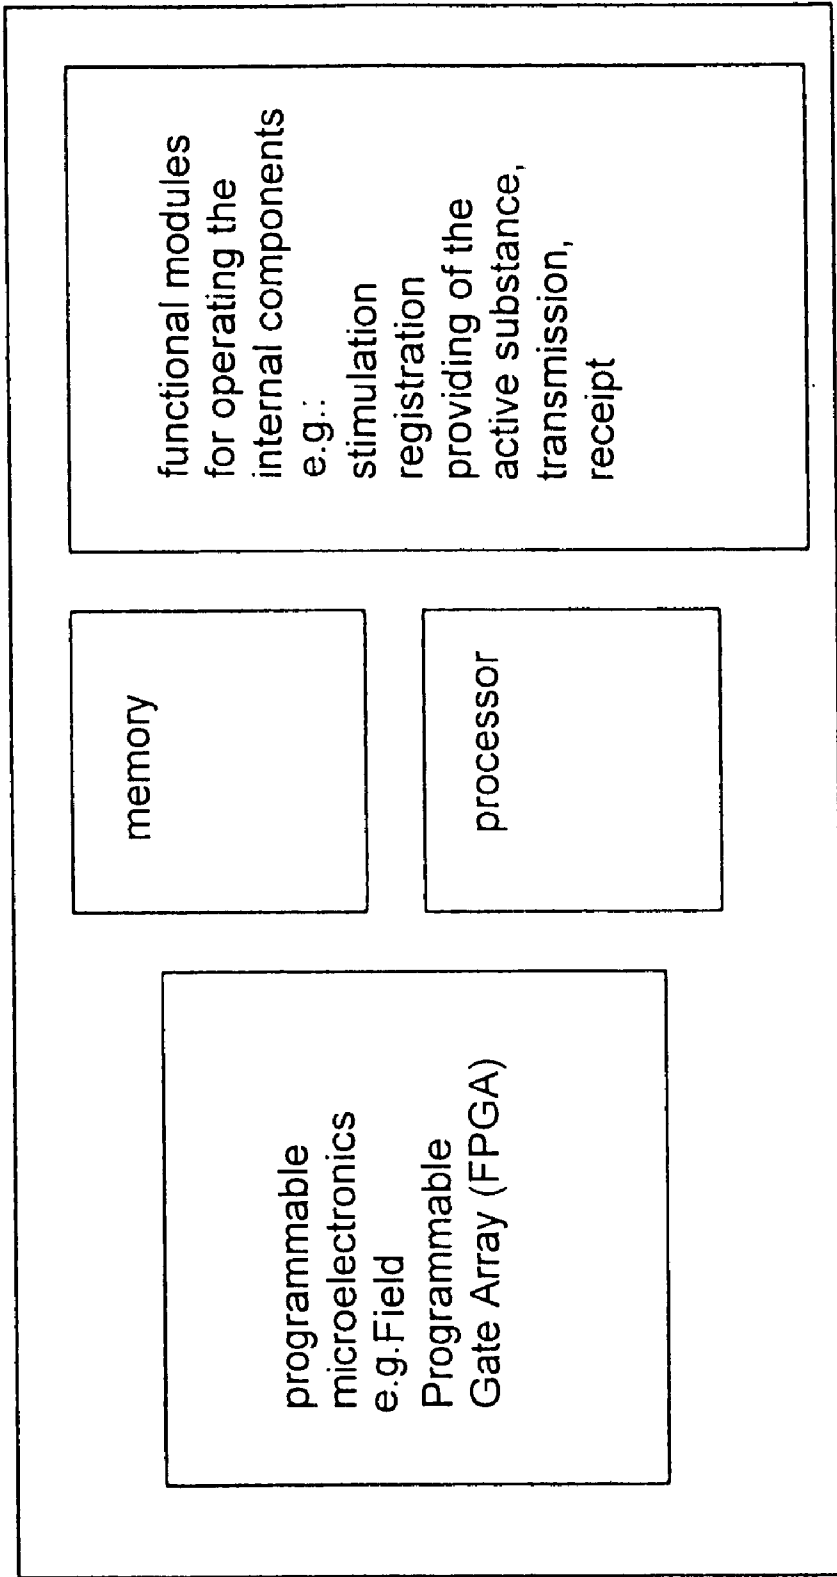 programmable
microelectronics
e.g.Field
Programmable
Gate Array (FPGA)
memory
processor
functional modules
for operating the
internal components
e.g.:
stimulation
registration
providing of the
active substance,
transmission,
receipt